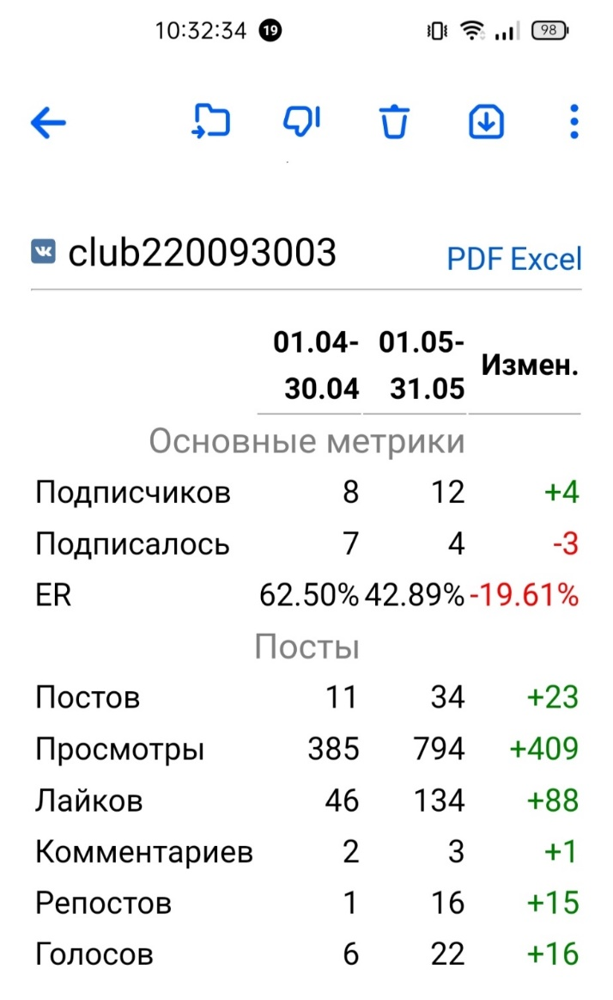 10:32:34 19 98
club220093003 PDF Excel
01.04- 01.05- Измен.
30.04 31.05
Основные метрики
Подписчиков 8 12 +4
Подписалось 7 4 -3
ER 62.50% 42.89% -19.61%
Посты
Постов 11 34 +23
Просмотры 385 794 +409
Лайков 46 134 +88
Комментариев 2 3 +1
Репостов 1 16 +15
Голосов 6 22 +16